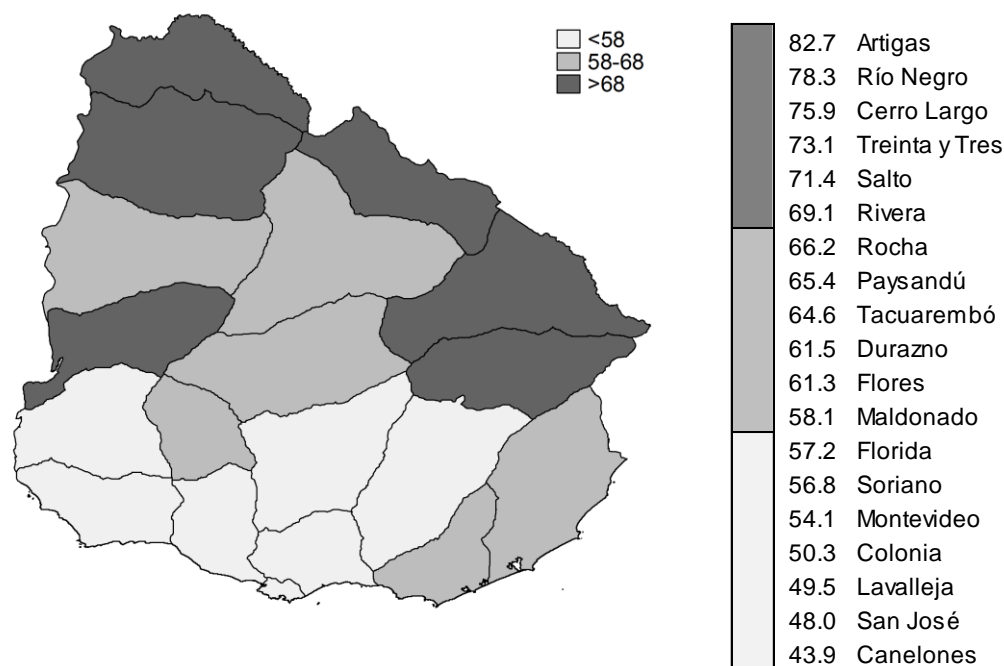 <58
58-68
>68
82.7 Artigas
78.3 Río Negro
75.9 Cerro Largo
73.1 Treinta y Tres
71.4 Salto
69.1 Rivera
66.2 Rocha
65.4 Paysandú
64.6 Tacuarembó
61.5 Durazno
61.3 Flores
58.1 Maldonado
57.2 Florida
56.8 Soriano
54.1 Montevideo
50.3 Colonia
49.5 Lavalleja
48.0 San José
43.9 Canelones